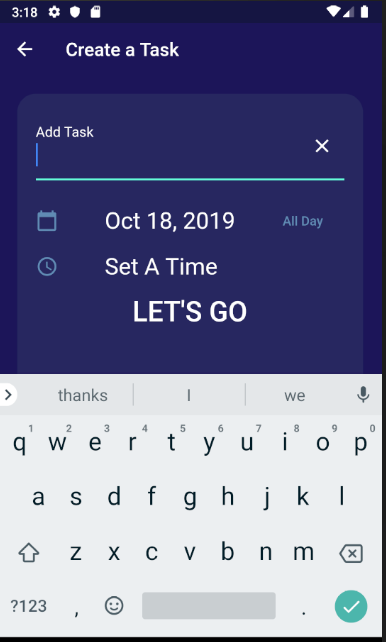 3:18
Create a Task
Add Task
Oct 18, 2019 All Day
Set A Time
LET'S GO
thanks I we
1 2 3 4 5 6 7 8 9 0
q w e r t y u i o p
a s d f g h j k l
z x c v b n m
?123 , .